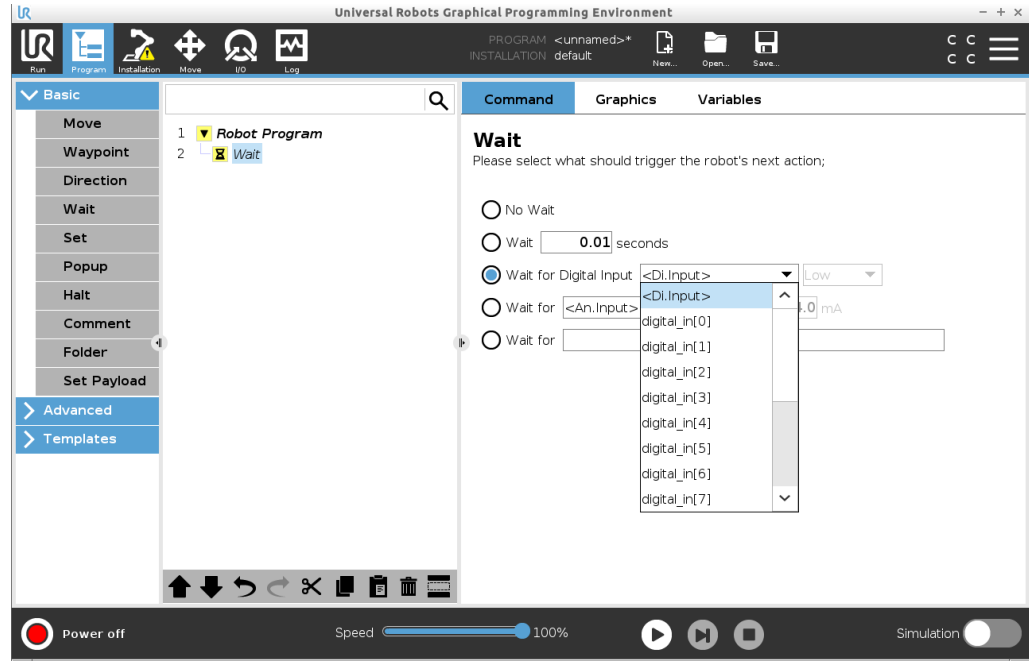 UR Universal Robots Graphical Programming Environment
UR
Run
Program
Installation
Move
I/O
Log
PROGRAM <unnamed>*
INSTALLATION default
New...
Open...
Save...
C C
C C
Basic
Move
Waypoint
Direction
Wait
Set
Popup
Halt
Comment
Folder
Set Payload
Advanced
Templates
1 Robot Program
2 Wait
Command Graphics Variables
Wait
Please select what should trigger the robot's next action;
No Wait
Wait 0.01 seconds
Wait for Digital Input <Di.Input> Low
Wait for <An.Input> .0 mA
Wait for
<Di.Input>
digital_in[0]
digital_in[1]
digital_in[2]
digital_in[3]
digital_in[4]
digital_in[5]
digital_in[6]
digital_in[7]
Power off
Speed 100%
Simulation